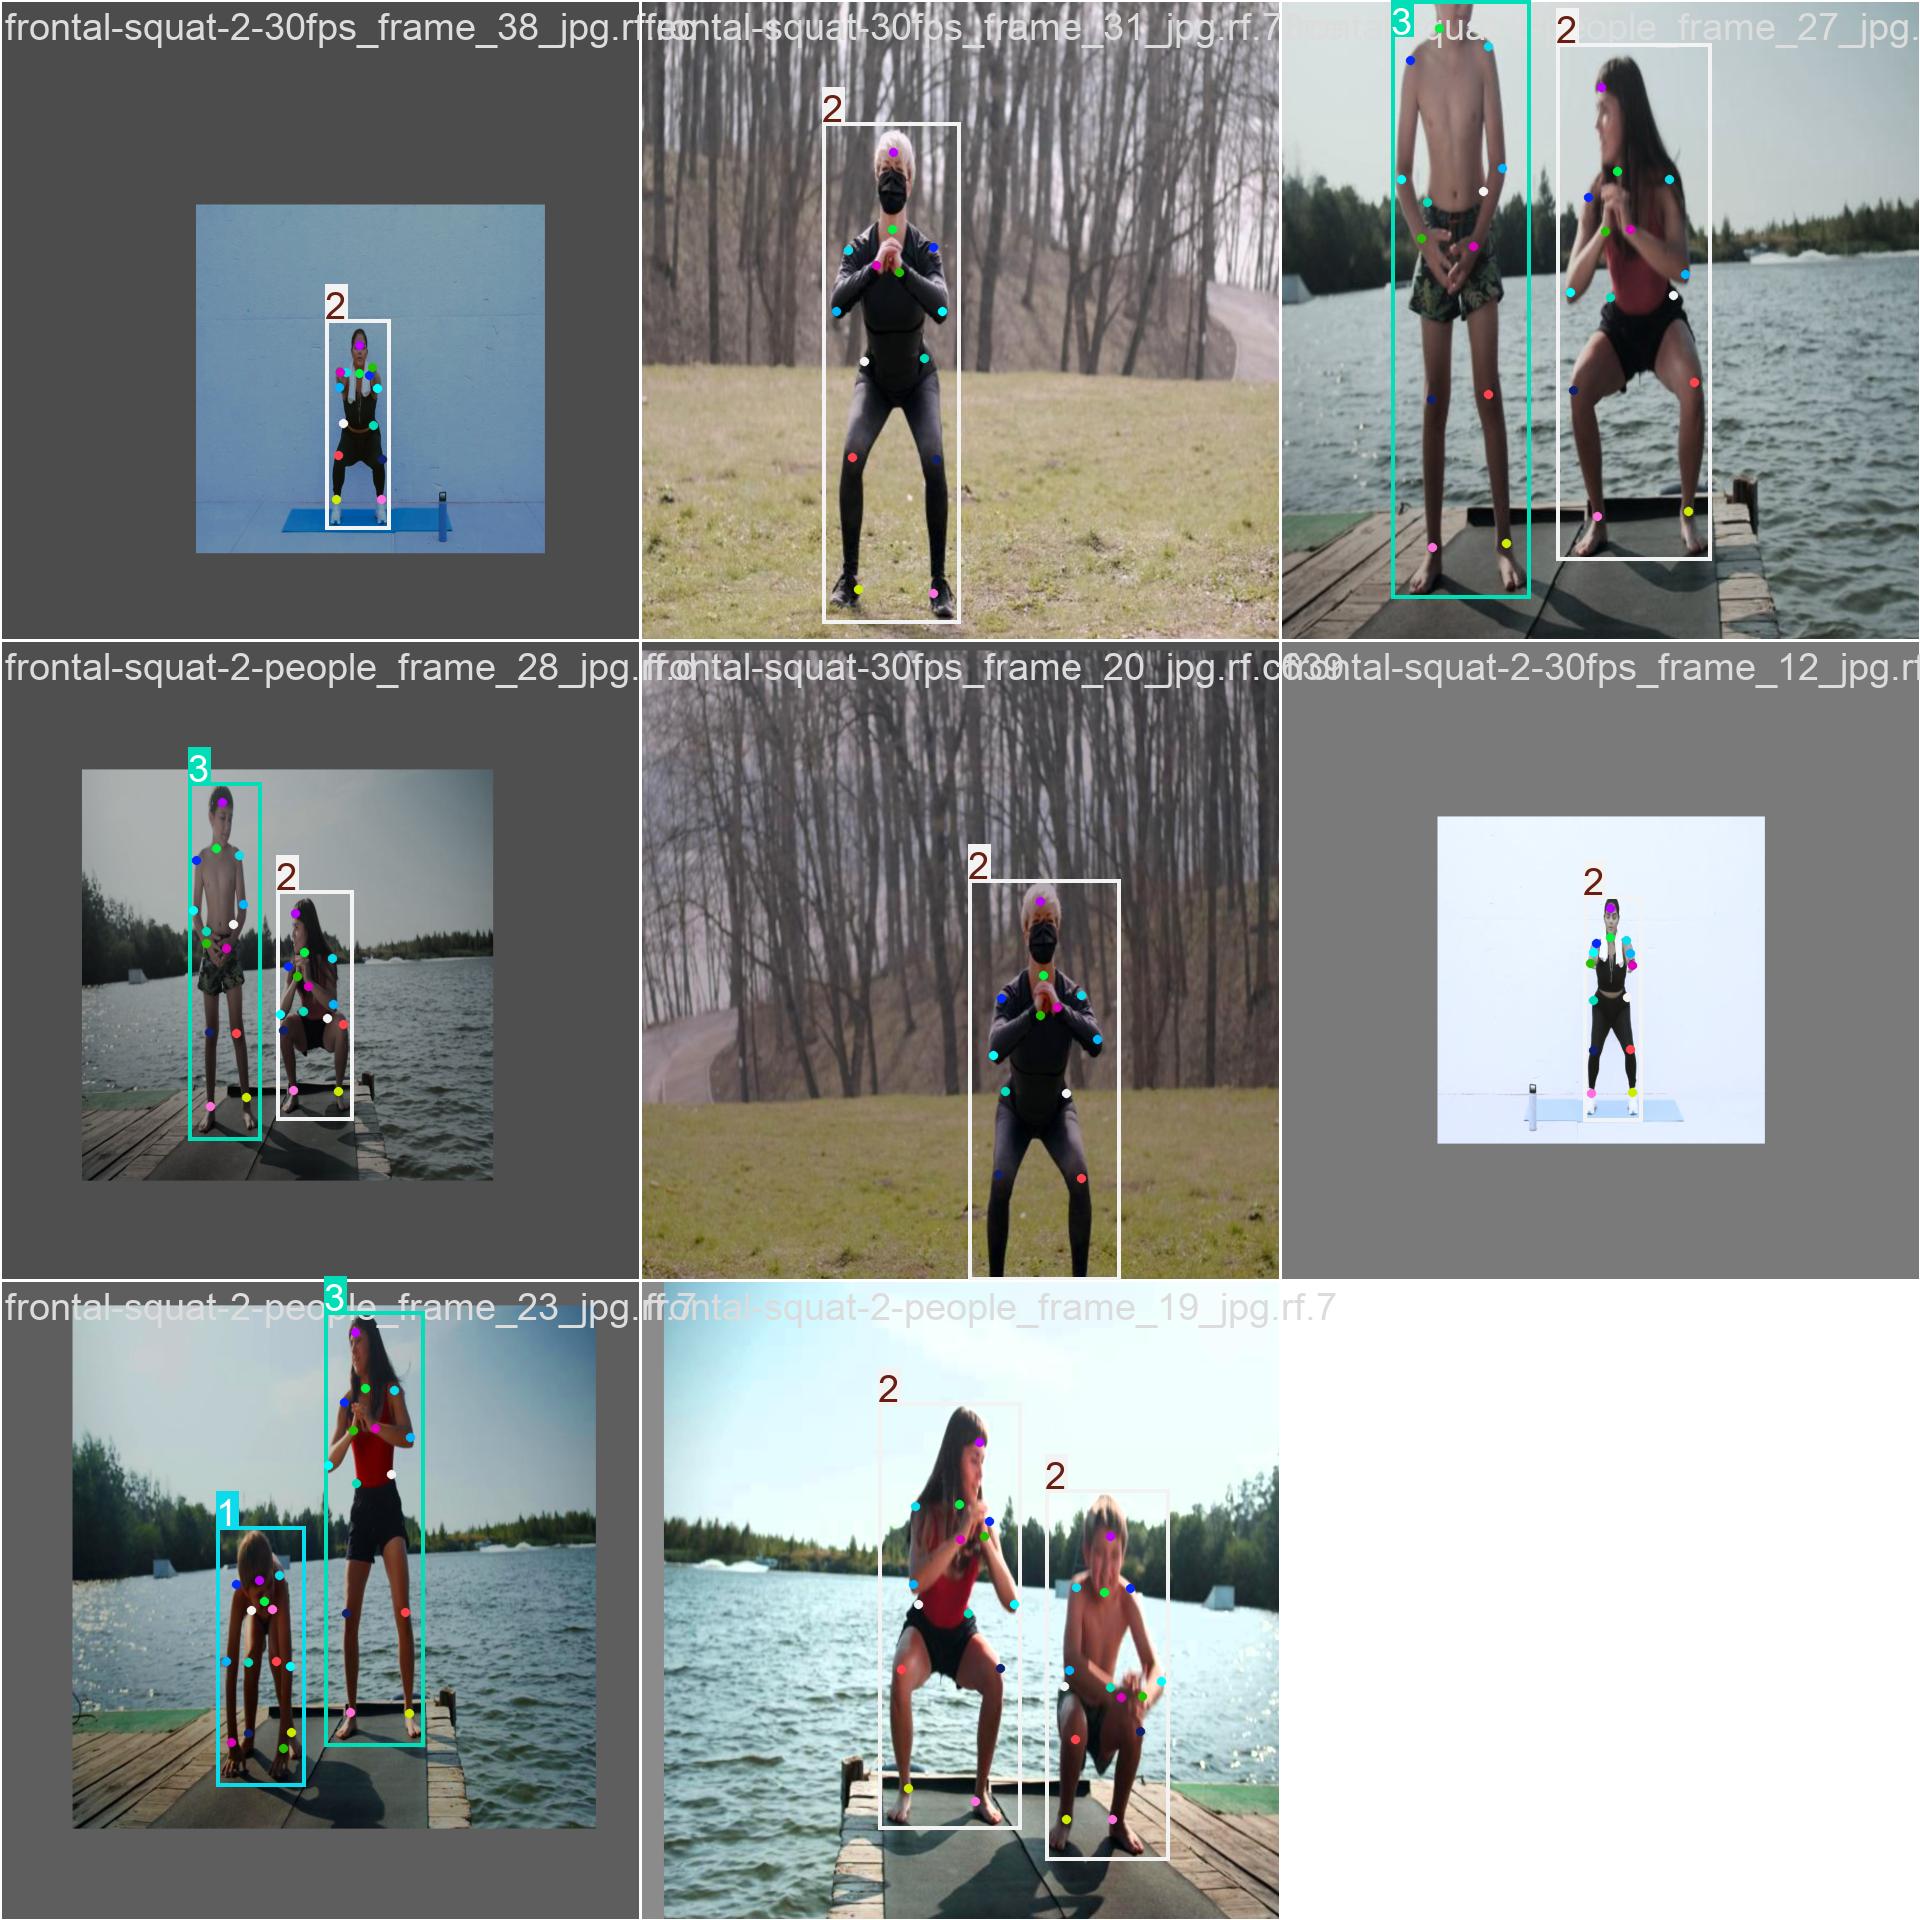 frontal-squat-2-30fps_frame_38_jpg.rf.
frontal-squat-30fps_frame_31_jpg.rf.7
people_frame_27_jpg.
3
2
2
2
frontal-squat-2-people_frame_28_jpg.rf.d
frontal-squat-30fps_frame_20_jpg.rf.c6839
frontal-squat-2-30fps_frame_12_jpg.rf
3
2
2
2
frontal-squat-2-people_frame_23_jpg.rf.7
frontal-squat-2-people_frame_19_jpg.rf.7
3
1
2
2